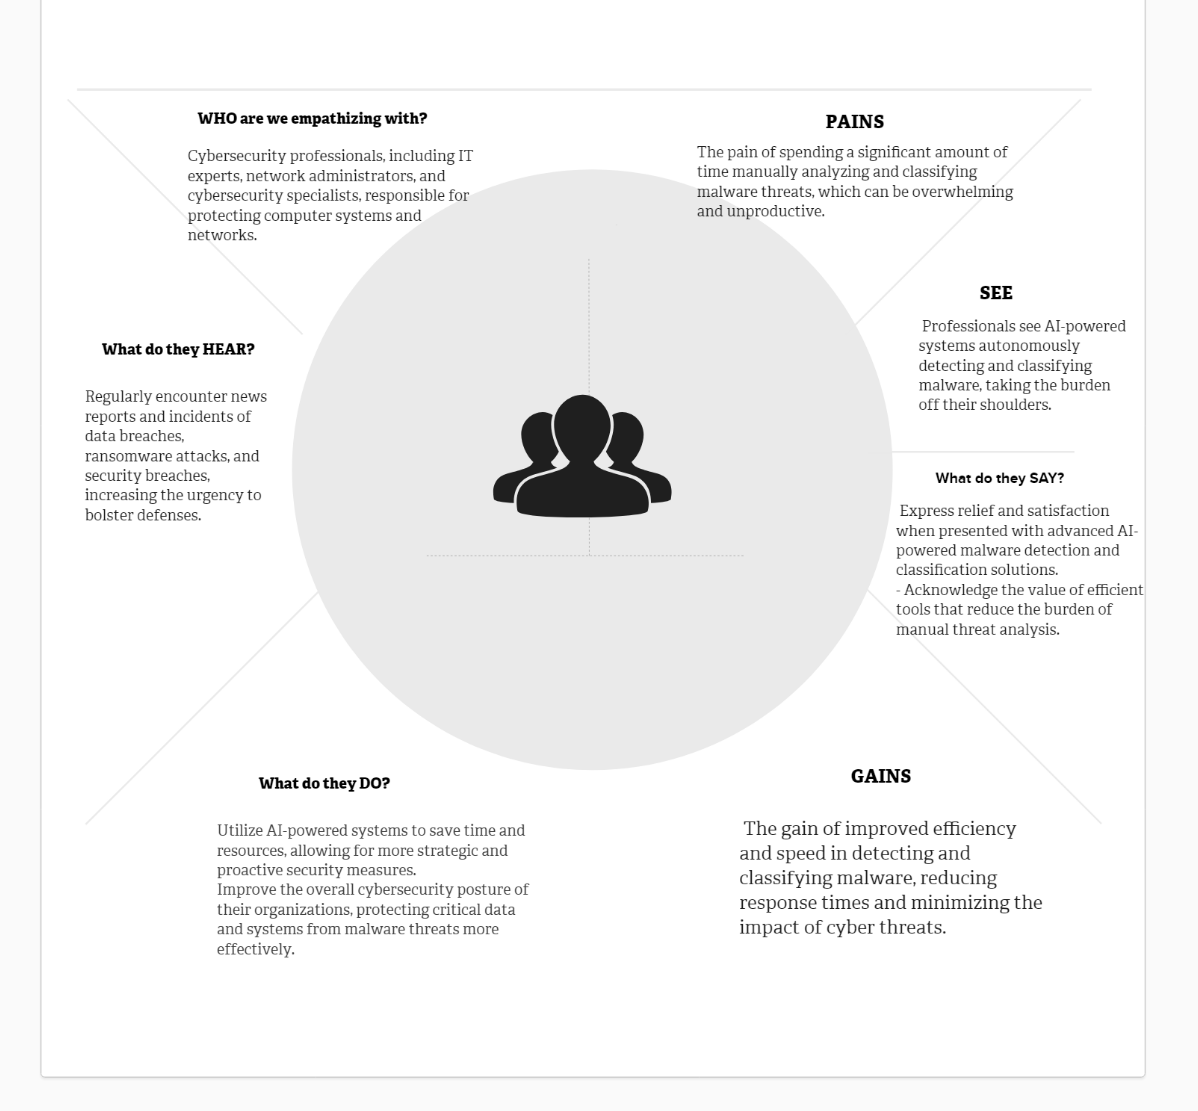 WHO are we empathizing with?
Cybersecurity professionals, including IT
experts, network administrators, and
cybersecurity specialists, responsible for
protecting computer systems and
networks.
PAINS
The pain of spending a significant amount of
time manually analyzing and classifying
malware threats, which can be overwhelming
and unproductive.
SEE
Professionals see AI-powered
systems autonomously
detecting and classifying
malware, taking the burden
off their shoulders.
What do they HEAR?
Regularly encounter news
reports and incidents of
data breaches,
ransomware attacks, and
security breaches,
increasing the urgency to
bolster defenses.
What do they SAY?
Express relief and satisfaction
when presented with advanced AI-
powered malware detection and
classification solutions.
- Acknowledge the value of efficient
tools that reduce the burden of
manual threat analysis.
What do they DO?
Utilize AI-powered systems to save time and
resources, allowing for more strategic and
proactive security measures.
Improve the overall cybersecurity posture of
their organizations, protecting critical data
and systems from malware threats more
effectively.
GAINS
The gain of improved efficiency
and speed in detecting and
classifying malware, reducing
response times and minimizing the
impact of cyber threats.